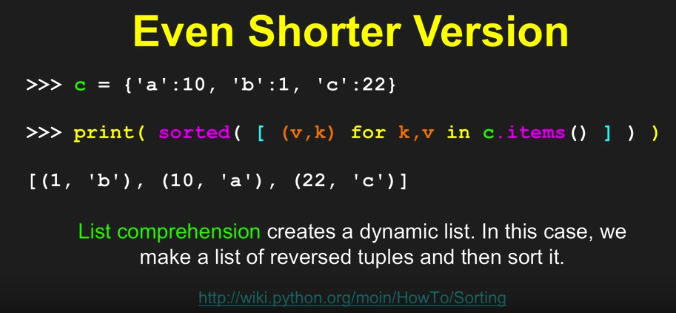 Even Shorter Version
>>> c = {'a':10, 'b':1, 'c':22}
>>> print( sorted( [ (v,k) for k,v in c.items() ] ) )
[(1, 'b'), (10, 'a'), (22, 'c')]
List comprehension creates a dynamic list. In this case, we
make a list of reversed tuples and then sort it.
http://wiki.python.org/moin/HowTo/Sorting